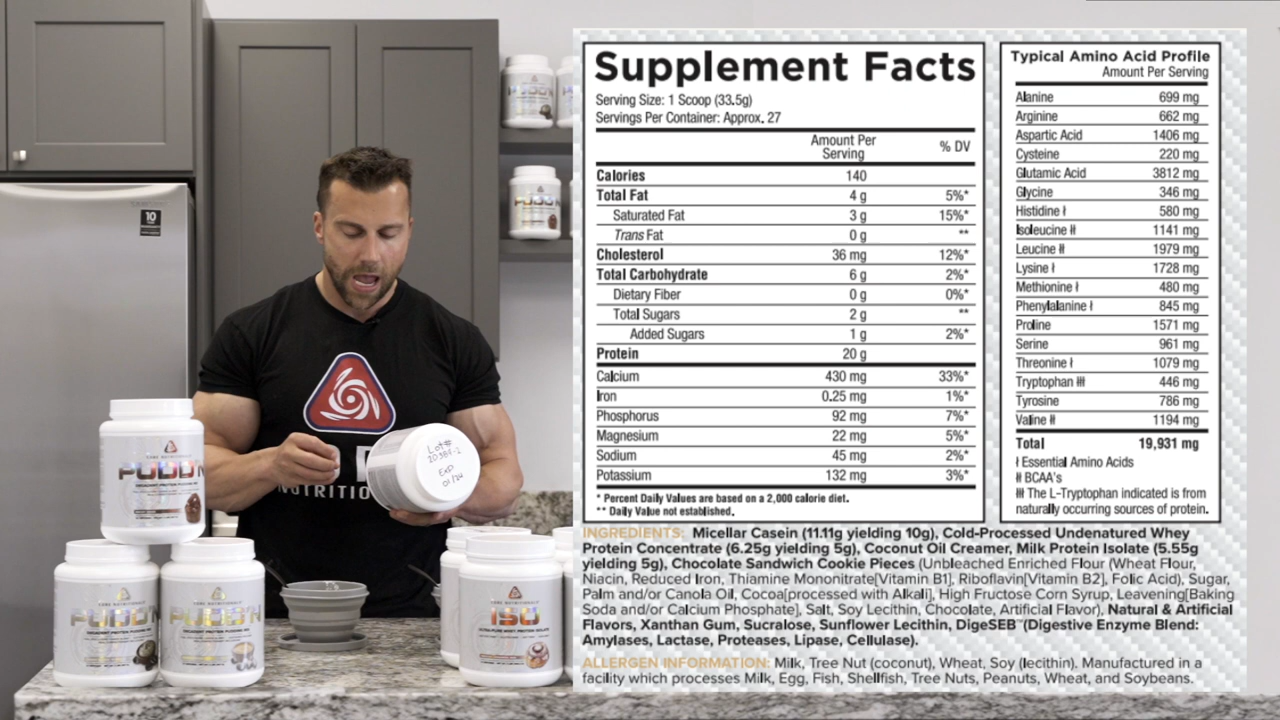 Supplement Facts
Serving Size: 1 Scoop (33.5g)
Servings Per Container: Approx. 27
Amount Per Serving % DV
Calories 140
Total Fat 4 g 5%*
Saturated Fat 3 g 15%*
Trans Fat 0 g **
Cholesterol 36 mg 12%*
Total Carbohydrate 6 g 2%*
Dietary Fiber 0 g 0%*
Total Sugars 2 g **
Added Sugars 1 g 2%*
Protein 20 g
Calcium 430 mg 33%*
Iron 0.25 mg 1%*
Phosphorus 92 mg 7%*
Magnesium 22 mg 5%*
Sodium 45 mg 2%*
Potassium 132 mg 3%*
* Percent Daily Values are based on a 2,000 calorie diet.
** Daily Value not established.
Typical Amino Acid Profile
Amount Per Serving
Alanine 699 mg
Arginine 662 mg
Aspartic Acid 1406 mg
Cysteine 220 mg
Glutamic Acid 3812 mg
Glycine 346 mg
Histidine ƚ 580 mg
Isoleucine ƚƚ 1141 mg
Leucine ƚƚ 1979 mg
Lysine ƚ 1728 mg
Methionine ƚ 480 mg
Phenylalanine ƚ 845 mg
Proline 1571 mg
Serine 961 mg
Threonine ƚ 1079 mg
Tryptophan ƚƚƚ 446 mg
Tyrosine 786 mg
Valine ƚƚ 1194 mg
Total 19,931 mg
ƚ Essential Amino Acids
ƚƚ BCAA's
ƚƚƚ The L-Tryptophan indicated is from
naturally occurring sources of protein.
INGREDIENTS: Micellar Casein (11.11g yielding 10g), Cold-Processed Undenatured Whey
Protein Concentrate (6.25g yielding 5g), Coconut Oil Creamer, Milk Protein Isolate (5.55g
yielding 5g), Chocolate Sandwich Cookie Pieces (Unbleached Enriched Flour (Wheat Flour,
Niacin, Reduced Iron, Thiamine Mononitrate[Vitamin B1], Riboflavin[Vitamin B2], Folic Acid), Sugar,
Palm and/or Canola Oil, Cocoa[processed with Alkali], High Fructose Corn Syrup, Leavening[Baking
Soda and/or Calcium Phosphate], Salt, Soy Lecithin, Chocolate, Artificial Flavor), Natural & Artificial
Flavors, Xanthan Gum, Sucralose, Sunflower Lecithin, DigeSEB™(Digestive Enzyme Blend:
Amylases, Lactase, Proteases, Lipase, Cellulase).
ALLERGEN INFORMATION: Milk, Tree Nut (coconut), Wheat, Soy (lecithin). Manufactured in a
facility which processes Milk, Egg, Fish, Shellfish, Tree Nuts, Peanuts, Wheat, and Soybeans.
Lot#
EXP
01/24
10
PUDD'N
PUDD'N
PUDD'N
ISO